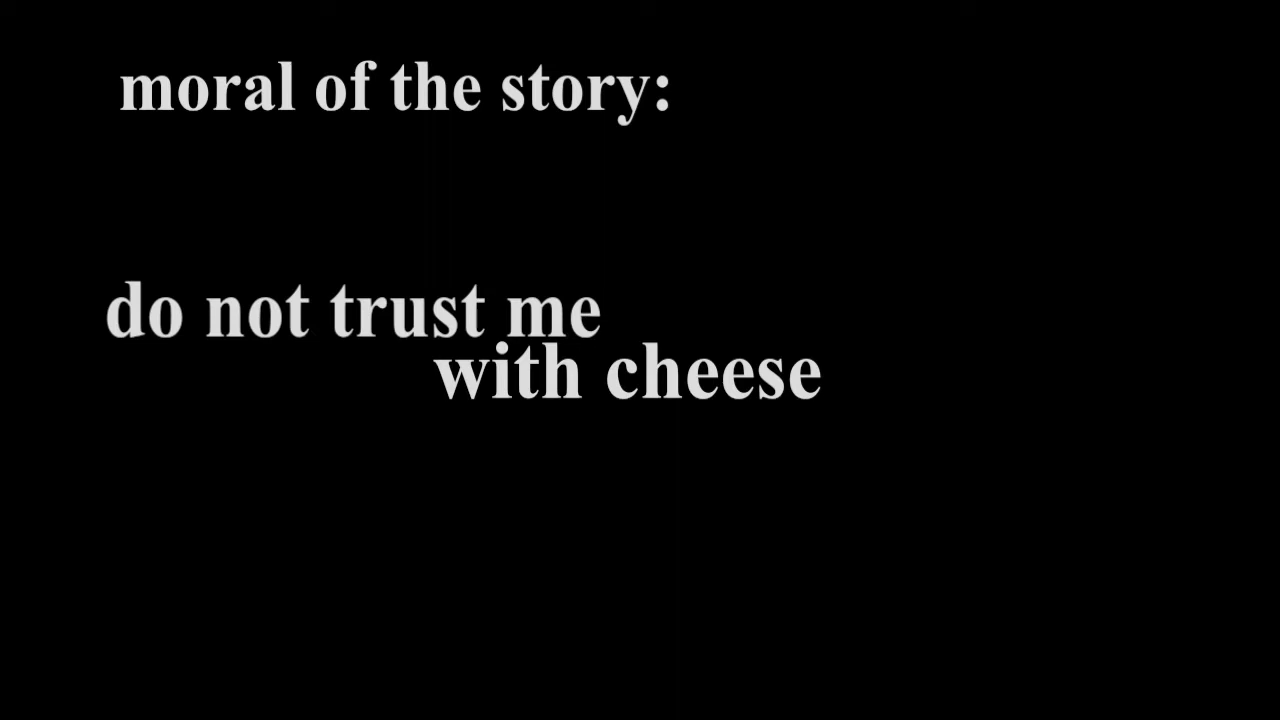 moral of the story:
do not trust me
with cheese